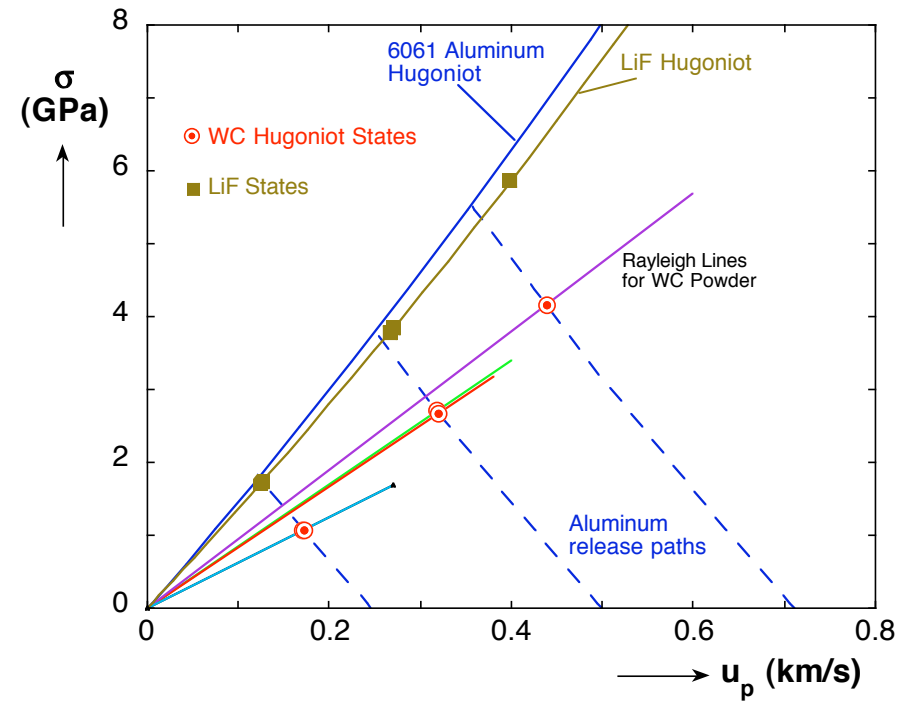 8
6
4
2
0
σ
(GPa)
6061 Aluminum
Hugoniot
LiF Hugoniot
WC Hugoniot States
LiF States
Rayleigh Lines
for WC Powder
Aluminum
release paths
0
0.2
0.4
0.6
0.8
up (km/s)